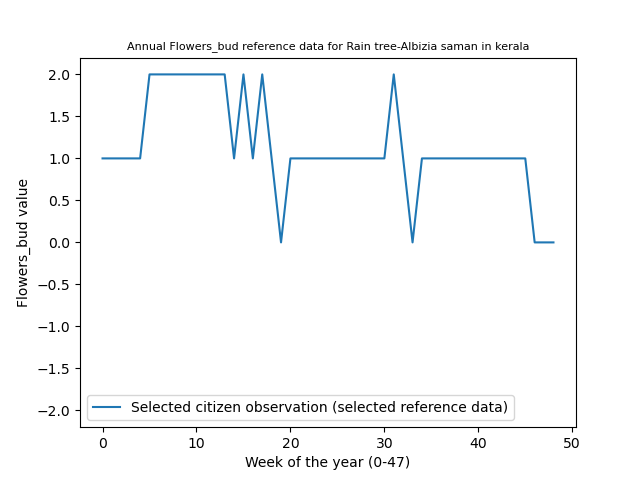 Annual Flowers_bud reference data for Rain tree-Albizia saman in kerala
2.0
1.5
1.0
0.5
0.0
−0.5
−1.0
−1.5
−2.0
Flowers_bud value
Selected citizen observation (selected reference data)
0 10 20 30 40 50
Week of the year (0-47)